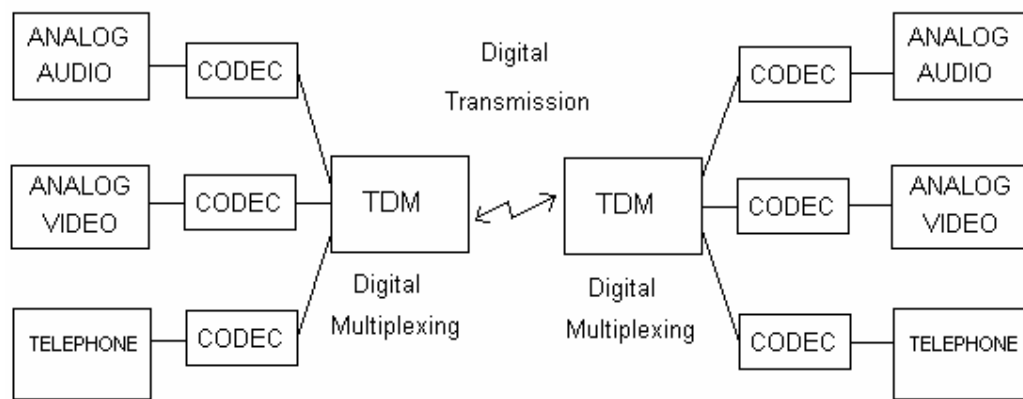 ANALOG
AUDIO
CODEC
Digital
Transmission
CODEC
ANALOG
AUDIO
ANALOG
VIDEO
CODEC
TDM
TDM
CODEC
ANALOG
VIDEO
Digital
Multiplexing
Digital
Multiplexing
TELEPHONE
CODEC
CODEC
TELEPHONE